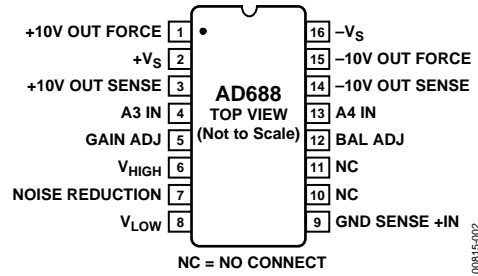 +10V OUT FORCE 1
+VS 2
+10V OUT SENSE 3
A3 IN 4
GAIN ADJ 5
VHIGH 6
NOISE REDUCTION 7
VLOW 8
AD688
TOP VIEW
(Not to Scale)
16 –VS
15 –10V OUT FORCE
14 –10V OUT SENSE
13 A4 IN
12 BAL ADJ
11 NC
10 NC
9 GND SENSE +IN
NC = NO CONNECT
00815-002